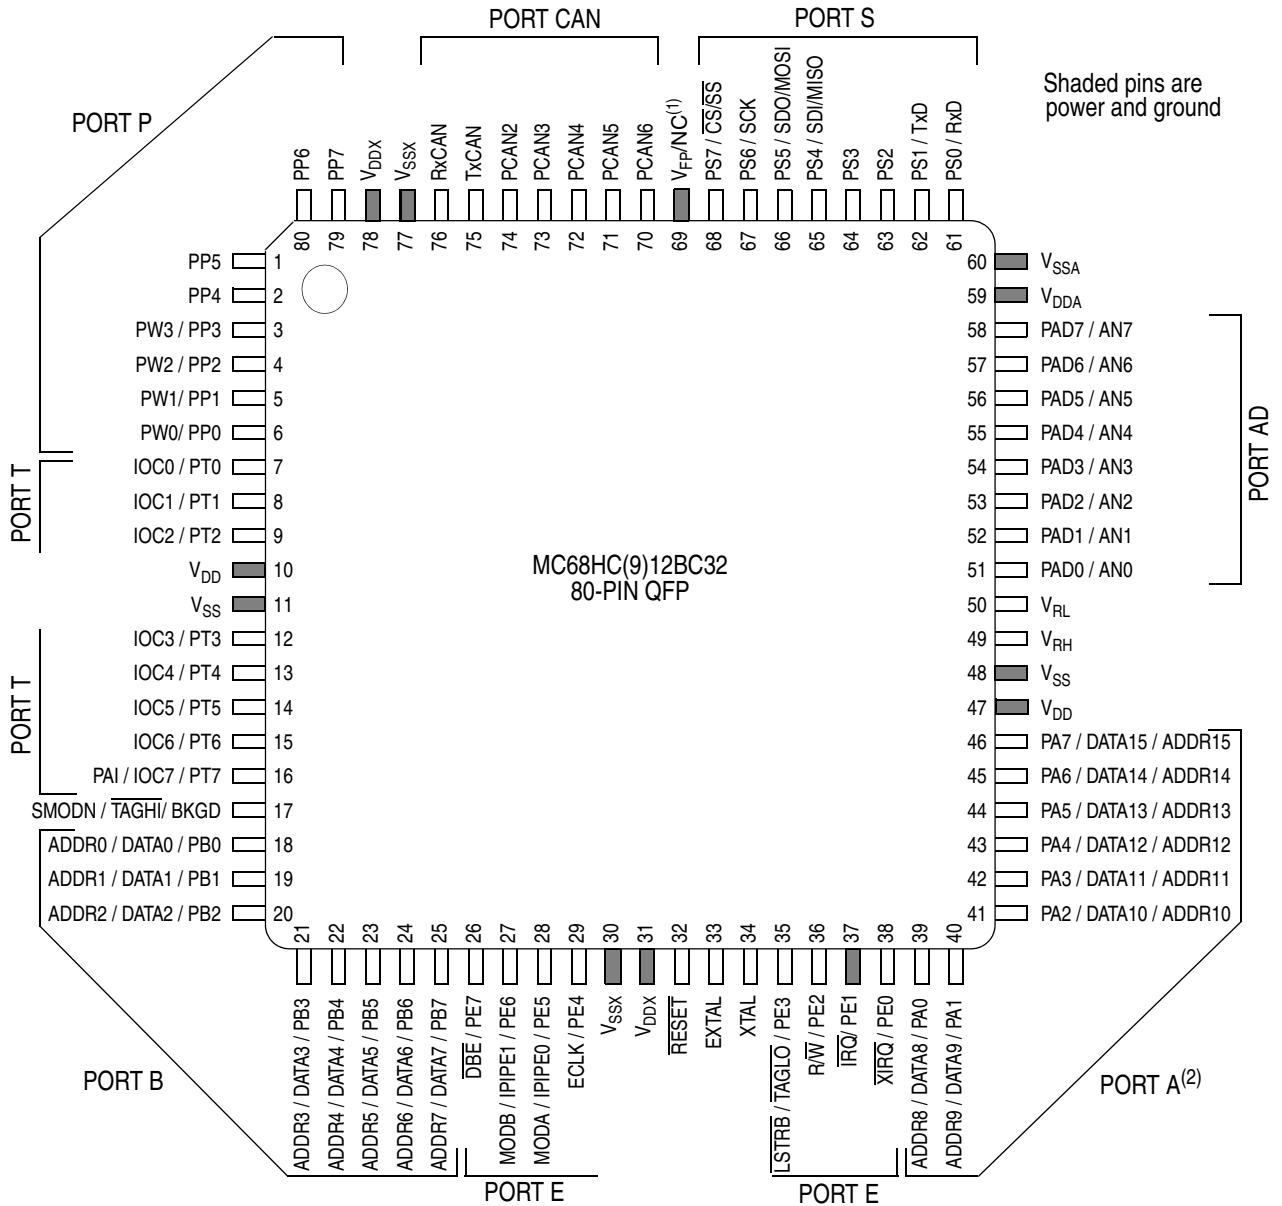 PORT CAN
PORT S
PORT P
Shaded pins are
power and ground
PP6
PP7
VDDX
VSSX
RxCAN
TxCAN
PCAN2
PCAN3
PCAN4
PCAN5
PCAN6
VFP/NC(1)
PS7 / CS/SS
PS6 / SCK
PS5 / SDO/MOSI
PS4 / SDI/MISO
PS3
PS2
PS1 / TxD
PS0 / RxD
80
79
78
77
76
75
74
73
72
71
70
69
68
67
66
65
64
63
62
61
PP5 1
PP4 2
PW3 / PP3 3
PW2 / PP2 4
PW1/ PP1 5
PW0/ PP0 6
PORT T
IOC0 / PT0 7
IOC1 / PT1 8
IOC2 / PT2 9
VDD 10
VSS 11
PORT T
IOC3 / PT3 12
IOC4 / PT4 13
IOC5 / PT5 14
IOC6 / PT6 15
PAI / IOC7 / PT7 16
SMODN / TAGHI/ BKGD 17
ADDR0 / DATA0 / PB0 18
ADDR1 / DATA1 / PB1 19
ADDR2 / DATA2 / PB2 20
MC68HC(9)12BC32
80-PIN QFP
60 VSSA
59 VDDA
58 PAD7 / AN7
57 PAD6 / AN6
56 PAD5 / AN5
55 PAD4 / AN4
54 PAD3 / AN3
53 PAD2 / AN2
52 PAD1 / AN1
51 PAD0 / AN0
PORT AD
50 VRL
49 VRH
48 VSS
47 VDD
46 PA7 / DATA15 / ADDR15
45 PA6 / DATA14 / ADDR14
44 PA5 / DATA13 / ADDR13
43 PA4 / DATA12 / ADDR12
42 PA3 / DATA11 / ADDR11
41 PA2 / DATA10 / ADDR10
21
22
23
24
25
26
27
28
29
30
31
32
33
34
35
36
37
38
39
40
ADDR3 / DATA3 / PB3
ADDR4 / DATA4 / PB4
ADDR5 / DATA5 / PB5
ADDR6 / DATA6 / PB6
ADDR7 / DATA7 / PB7
DBE / PE7
MODB / IPIPE1 / PE6
MODA / IPIPE0 / PE5
ECLK / PE4
VSSX
VDDX
RESET
EXTAL
XTAL
LSTRB / TAGLO / PE3
R/W / PE2
IRQ/ PE1
XIRQ / PE0
ADDR8 / DATA8 / PA0
ADDR9 / DATA9 / PA1
PORT B
PORT A(2)
PORT E
PORT E